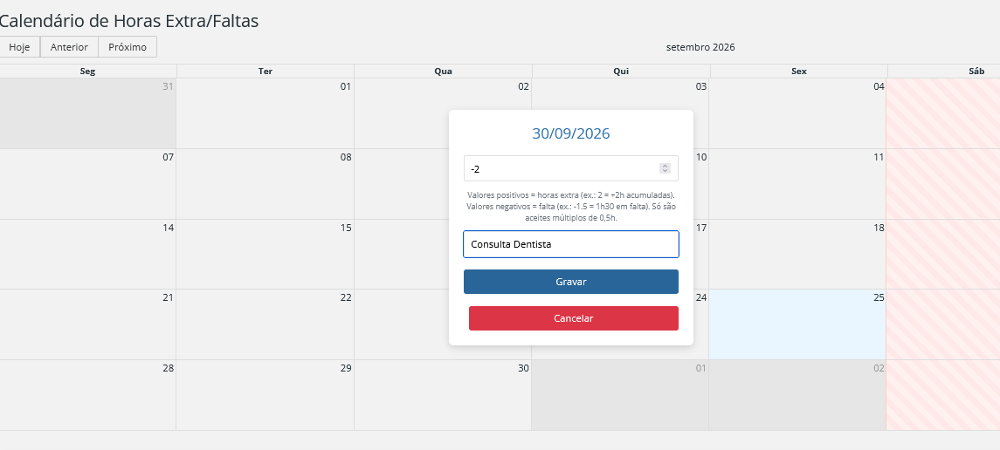 Calendário de Horas Extra/Faltas
Hoje Anterior Próximo setembro 2026
Seg Ter Qua Qui Sex Sáb
31 01 02 03 04
30/09/2026
07 08 10 11
-2
Valores positivos = horas extra (ex.: 2 = +2h acumuladas).
Valores negativos = falta (ex.: -1.5 = 1h30 em falta). Só são
aceites múltiplos de 0,5h.
14 15 17 18
Consulta Dentista
Gravar
21 22 24 25
Cancelar
28 29 30 01 02